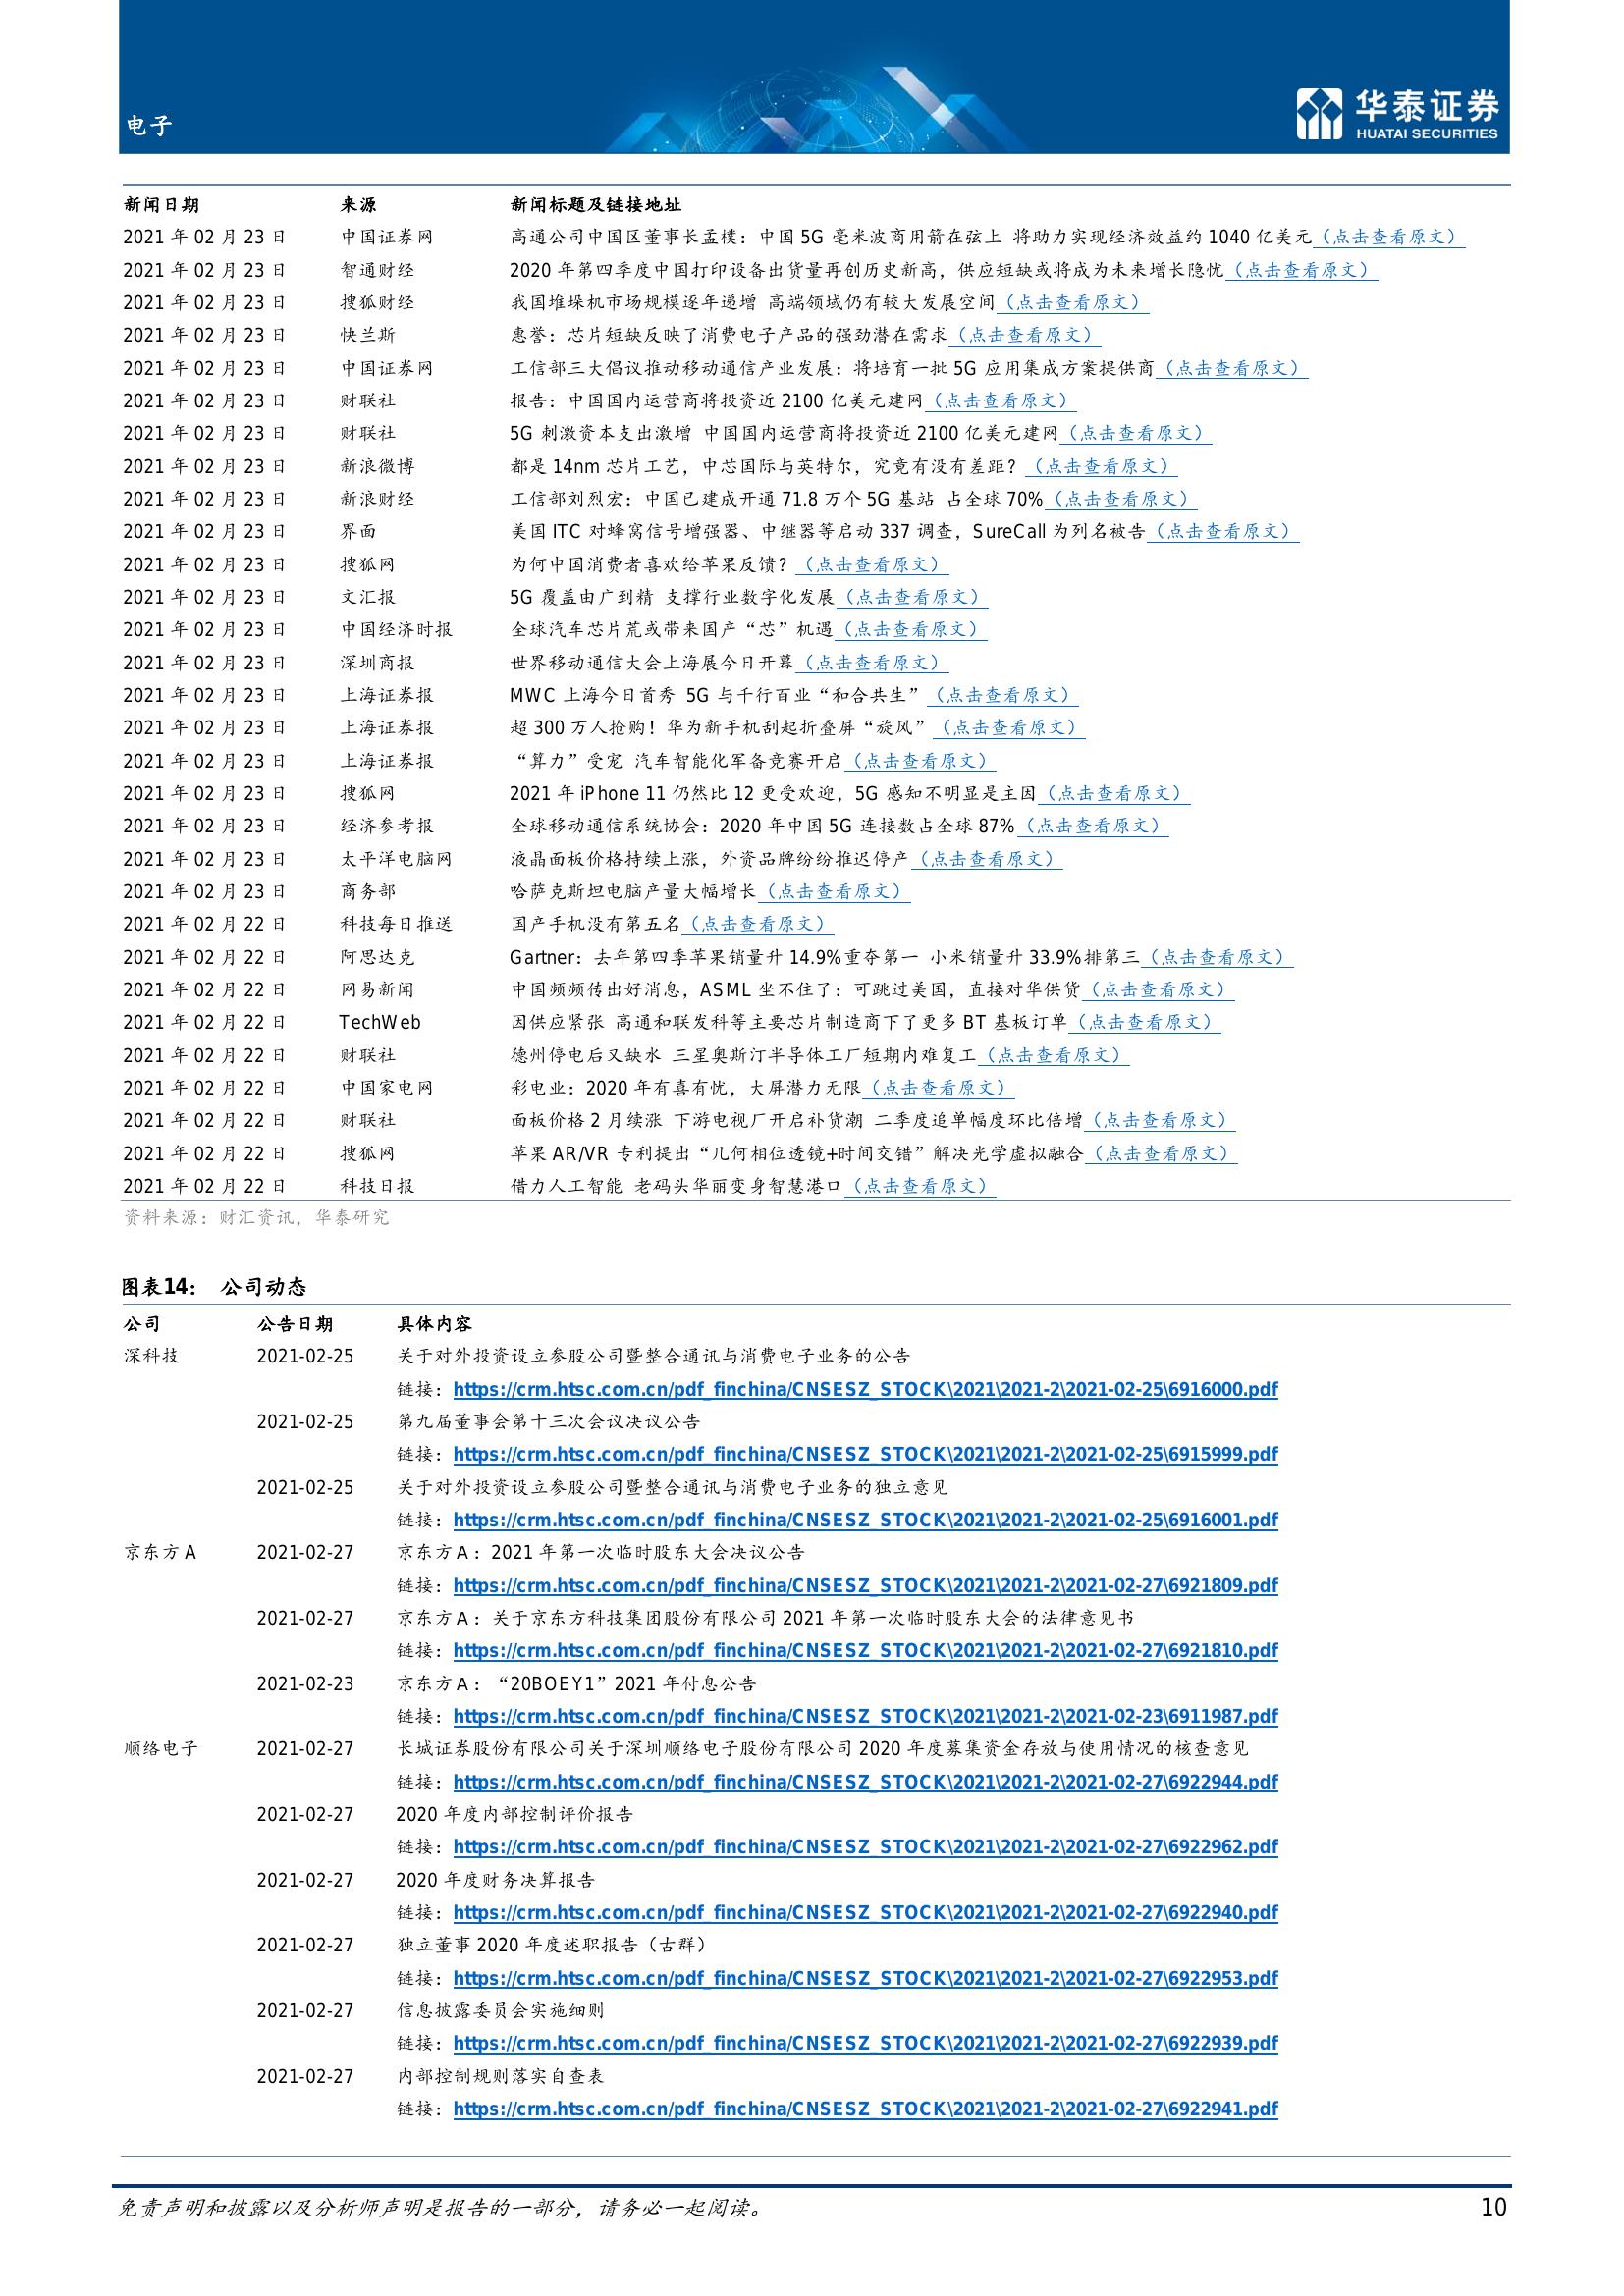 电子
华泰证券
HUATAI SECURITIES
新闻日期 来源 新闻标题及链接地址
2021 年 02 月 23 日 中国证券网 高通公司中国区董事长孟樸：中国 5G 毫米波商用箭在弦上 将助力实现经济效益约 1040 亿美元（点击查看原文）
2021 年 02 月 23 日 智通财经 2020 年第四季度中国打印设备出货量再创历史新高，供应短缺或将成为未来增长隐忧（点击查看原文）
2021 年 02 月 23 日 搜狐财经 我国堆垛机市场规模逐年递增 高端领域仍有较大发展空间（点击查看原文）
2021 年 02 月 23 日 快兰斯 惠誉：芯片短缺反映了消费电子产品的强劲潜在需求（点击查看原文）
2021 年 02 月 23 日 中国证券网 工信部三大倡议推动移动通信产业发展：将培育一批 5G 应用集成方案提供商（点击查看原文）
2021 年 02 月 23 日 财联社 报告：中国国内运营商将投资近 2100 亿美元建网（点击查看原文）
2021 年 02 月 23 日 财联社 5G 刺激资本支出激增 中国国内运营商将投资近 2100 亿美元建网（点击查看原文）
2021 年 02 月 23 日 新浪微博 都是 14nm 芯片工艺，中芯国际与英特尔，究竟有没有差距？（点击查看原文）
2021 年 02 月 23 日 新浪财经 工信部刘烈宏：中国已建成开通 71.8 万个 5G 基站 占全球 70%（点击查看原文）
2021 年 02 月 23 日 界面 美国 ITC 对蜂窝信号增强器、中继器等启动 337 调查，SureCall 为列名被告（点击查看原文）
2021 年 02 月 23 日 搜狐网 为何中国消费者喜欢给苹果反馈？（点击查看原文）
2021 年 02 月 23 日 文汇报 5G 覆盖由广到精 支撑行业数字化发展（点击查看原文）
2021 年 02 月 23 日 中国经济时报 全球汽车芯片荒或带来国产“芯”机遇（点击查看原文）
2021 年 02 月 23 日 深圳商报 世界移动通信大会上海展今日开幕（点击查看原文）
2021 年 02 月 23 日 上海证券报 MWC 上海今日首秀 5G 与千行百业“和合共生”（点击查看原文）
2021 年 02 月 23 日 上海证券报 超 300 万人抢购！华为新手机刮起折叠屏“旋风”（点击查看原文）
2021 年 02 月 23 日 上海证券报 “算力”受宠 汽车智能化军备竞赛开启（点击查看原文）
2021 年 02 月 23 日 搜狐网 2021 年 iPhone 11 仍然比 12 更受欢迎，5G 感知不明显是主因（点击查看原文）
2021 年 02 月 23 日 经济参考报 全球移动通信系统协会：2020 年中国 5G 连接数占全球 87%（点击查看原文）
2021 年 02 月 23 日 太平洋电脑网 液晶面板价格持续上涨，外资品牌纷纷推迟停产（点击查看原文）
2021 年 02 月 23 日 商务部 哈萨克斯坦电脑产量大幅增长（点击查看原文）
2021 年 02 月 22 日 科技每日推送 国产手机没有第五名（点击查看原文）
2021 年 02 月 22 日 阿思达克 Gartner：去年第四季苹果销量升 14.9%重夺第一 小米销量升 33.9%排第三（点击查看原文）
2021 年 02 月 22 日 网易新闻 中国频频传出好消息，ASML 坐不住了：可跳过美国，直接对华供货（点击查看原文）
2021 年 02 月 22 日 TechWeb 因供应紧张 高通和联发科等主要芯片制造商下了更多 BT 基板订单（点击查看原文）
2021 年 02 月 22 日 财联社 德州停电后又缺水 三星奥斯汀半导体工厂短期内难复工（点击查看原文）
2021 年 02 月 22 日 中国家电网 彩电业：2020 年有喜有忧，大屏潜力无限（点击查看原文）
2021 年 02 月 22 日 财联社 面板价格 2 月续涨 下游电视厂开启补货潮 二季度追单幅度环比倍增（点击查看原文）
2021 年 02 月 22 日 搜狐网 苹果 AR/VR 专利提出“几何相位透镜+时间交错”解决光学虚拟融合（点击查看原文）
2021 年 02 月 22 日 科技日报 借力人工智能 老码头华丽变身智慧港口（点击查看原文）
资料来源：财汇资讯，华泰研究
图表14： 公司动态
公司 公告日期 具体内容
深科技 2021-02-25 关于对外投资设立参股公司暨整合通讯与消费电子业务的公告
链接：https://crm.htsc.com.cn/pdf_finchina/CNSESZ_STOCK\2021\2021-2\2021-02-25\6916000.pdf
2021-02-25 第九届董事会第十三次会议决议公告
链接：https://crm.htsc.com.cn/pdf_finchina/CNSESZ_STOCK\2021\2021-2\2021-02-25\6915999.pdf
2021-02-25 关于对外投资设立参股公司暨整合通讯与消费电子业务的独立意见
链接：https://crm.htsc.com.cn/pdf_finchina/CNSESZ_STOCK\2021\2021-2\2021-02-25\6916001.pdf
京东方 A 2021-02-27 京东方Ａ：2021 年第一次临时股东大会决议公告
链接：https://crm.htsc.com.cn/pdf_finchina/CNSESZ_STOCK\2021\2021-2\2021-02-27\6921809.pdf
2021-02-27 京东方Ａ：关于京东方科技集团股份有限公司 2021 年第一次临时股东大会的法律意见书
链接：https://crm.htsc.com.cn/pdf_finchina/CNSESZ_STOCK\2021\2021-2\2021-02-27\6921810.pdf
2021-02-23 京东方Ａ：“20BOEY1”2021 年付息公告
链接：https://crm.htsc.com.cn/pdf_finchina/CNSESZ_STOCK\2021\2021-2\2021-02-23\6911987.pdf
顺络电子 2021-02-27 长城证券股份有限公司关于深圳顺络电子股份有限公司 2020 年度募集资金存放与使用情况的核查意见
链接：https://crm.htsc.com.cn/pdf_finchina/CNSESZ_STOCK\2021\2021-2\2021-02-27\6922944.pdf
2021-02-27 2020 年度内部控制评价报告
链接：https://crm.htsc.com.cn/pdf_finchina/CNSESZ_STOCK\2021\2021-2\2021-02-27\6922962.pdf
2021-02-27 2020 年度财务决算报告
链接：https://crm.htsc.com.cn/pdf_finchina/CNSESZ_STOCK\2021\2021-2\2021-02-27\6922940.pdf
2021-02-27 独立董事 2020 年度述职报告（古群）
链接：https://crm.htsc.com.cn/pdf_finchina/CNSESZ_STOCK\2021\2021-2\2021-02-27\6922953.pdf
2021-02-27 信息披露委员会实施细则
链接：https://crm.htsc.com.cn/pdf_finchina/CNSESZ_STOCK\2021\2021-2\2021-02-27\6922939.pdf
2021-02-27 内部控制规则落实自查表
链接：https://crm.htsc.com.cn/pdf_finchina/CNSESZ_STOCK\2021\2021-2\2021-02-27\6922941.pdf
免责声明和披露以及分析师声明是报告的一部分，请务必一起阅读。 10